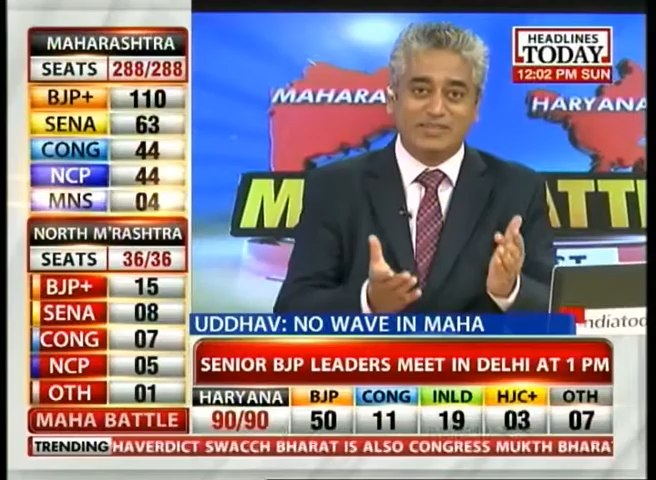 MAHARASHTRA
SEATS 288/288
BJP+ 110
SENA 63
CONG 44
NCP 44
MNS 04
NORTH M'RASHTRA
SEATS 36/36
BJP+ 15
SENA 08
CONG 07
NCP 05
OTH 01
MAHA BATTLE
HEADLINES
TODAY
12:02 PM SUN
MAHARA
HARYANA
M
ATTL
ndiatod
UDDHAV: NO WAVE IN MAHA
SENIOR BJP LEADERS MEET IN DELHI AT 1 PM
HARYANA BJP CONG INLD HJC+ OTH
90/90 50 11 19 03 07
TRENDING HAVERDICT SWACCH BHARAT IS ALSO CONGRESS MUKTH BHARA